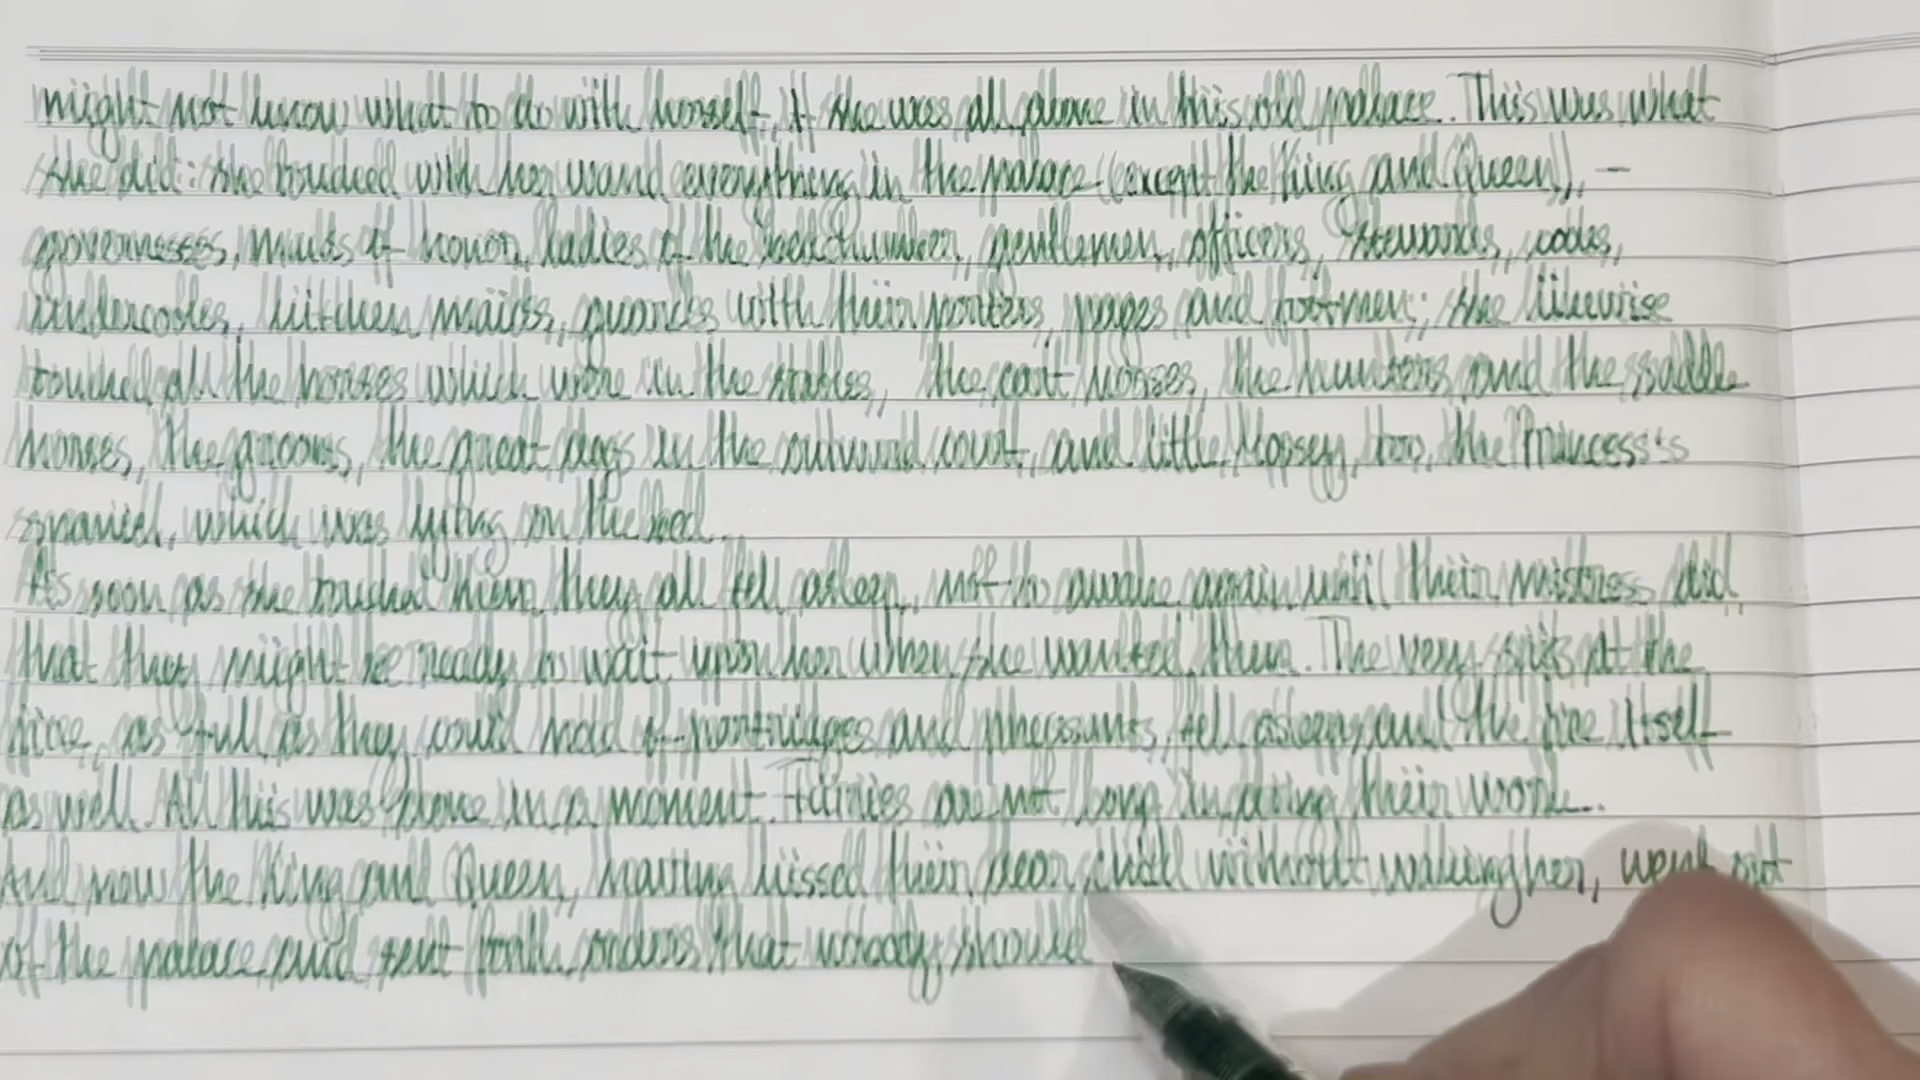 might not know what to do with herself, if she was all alone in this old palace. This was what
she did: she touched with her wand everything in the palace (except the King and Queen), —
governesses, maids of honor, ladies of the bedchamber, gentlemen, officers, stewards, cooks,
undercooks, kitchen maids, guards with their porters, pages and footmen; she likewise
touched all the horses which were in the stables, the cart horses, the hunters and the saddle
horses, the grooms, the great dogs in the outward court, and little Mopsey, too, the Princess's
spaniel, which was lying on the bed.
As soon as she touched them they all fell asleep, not to awake again until their mistress did,
that they might be ready to wait upon her when she wanted them. The very spits at the
fire, as full as they could hold of partridges and pheasants, fell asleep, and the fire itself
as well. All this was done in a moment. Fairies are not long in doing their work.
And now the King and Queen, having kissed their dear child without waking her, went out
of the palace and sent forth orders that nobody should